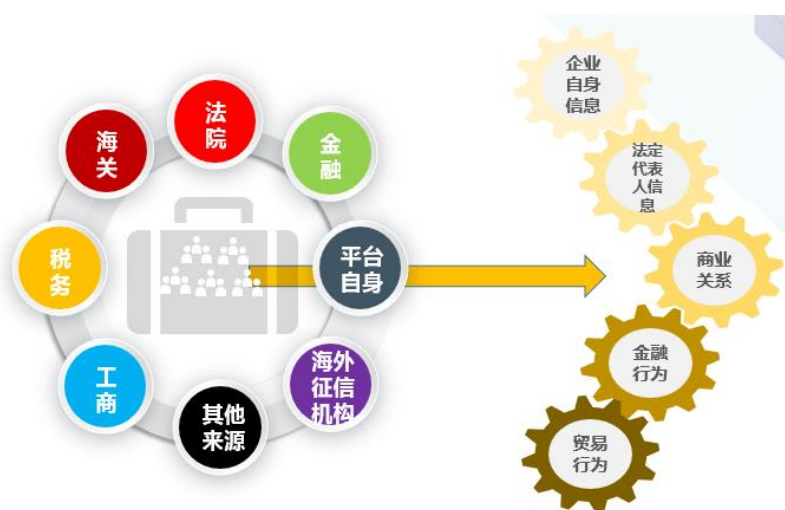 法
院
金
融
平台
自身
海外
征信
机构
其他
来源
工
商
税
务
海
关
企业
自身
信息
法定
代表
人信
息
商业
关系
金融
行为
贸易
行为